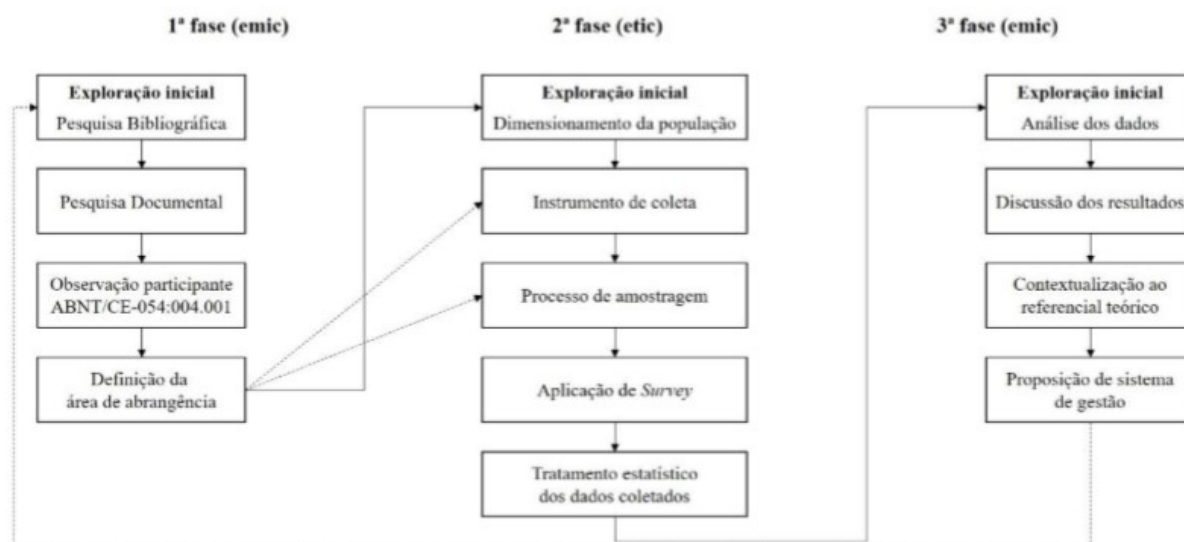 1ª fase (emic)
2ª fase (etic)
3ª fase (emic)
Exploração inicial
Pesquisa Bibliográfica
Pesquisa Documental
Observação participante
ABNT/CE-054:004.001
Definição da
área de abrangência
Exploração inicial
Dimensionamento da população
Instrumento de coleta
Processo de amostragem
Aplicação de Survey
Tratamento estatístico
dos dados coletados
Exploração inicial
Análise dos dados
Discussão dos resultados
Contextualização ao
referencial teórico
Proposição de sistema
de gestão